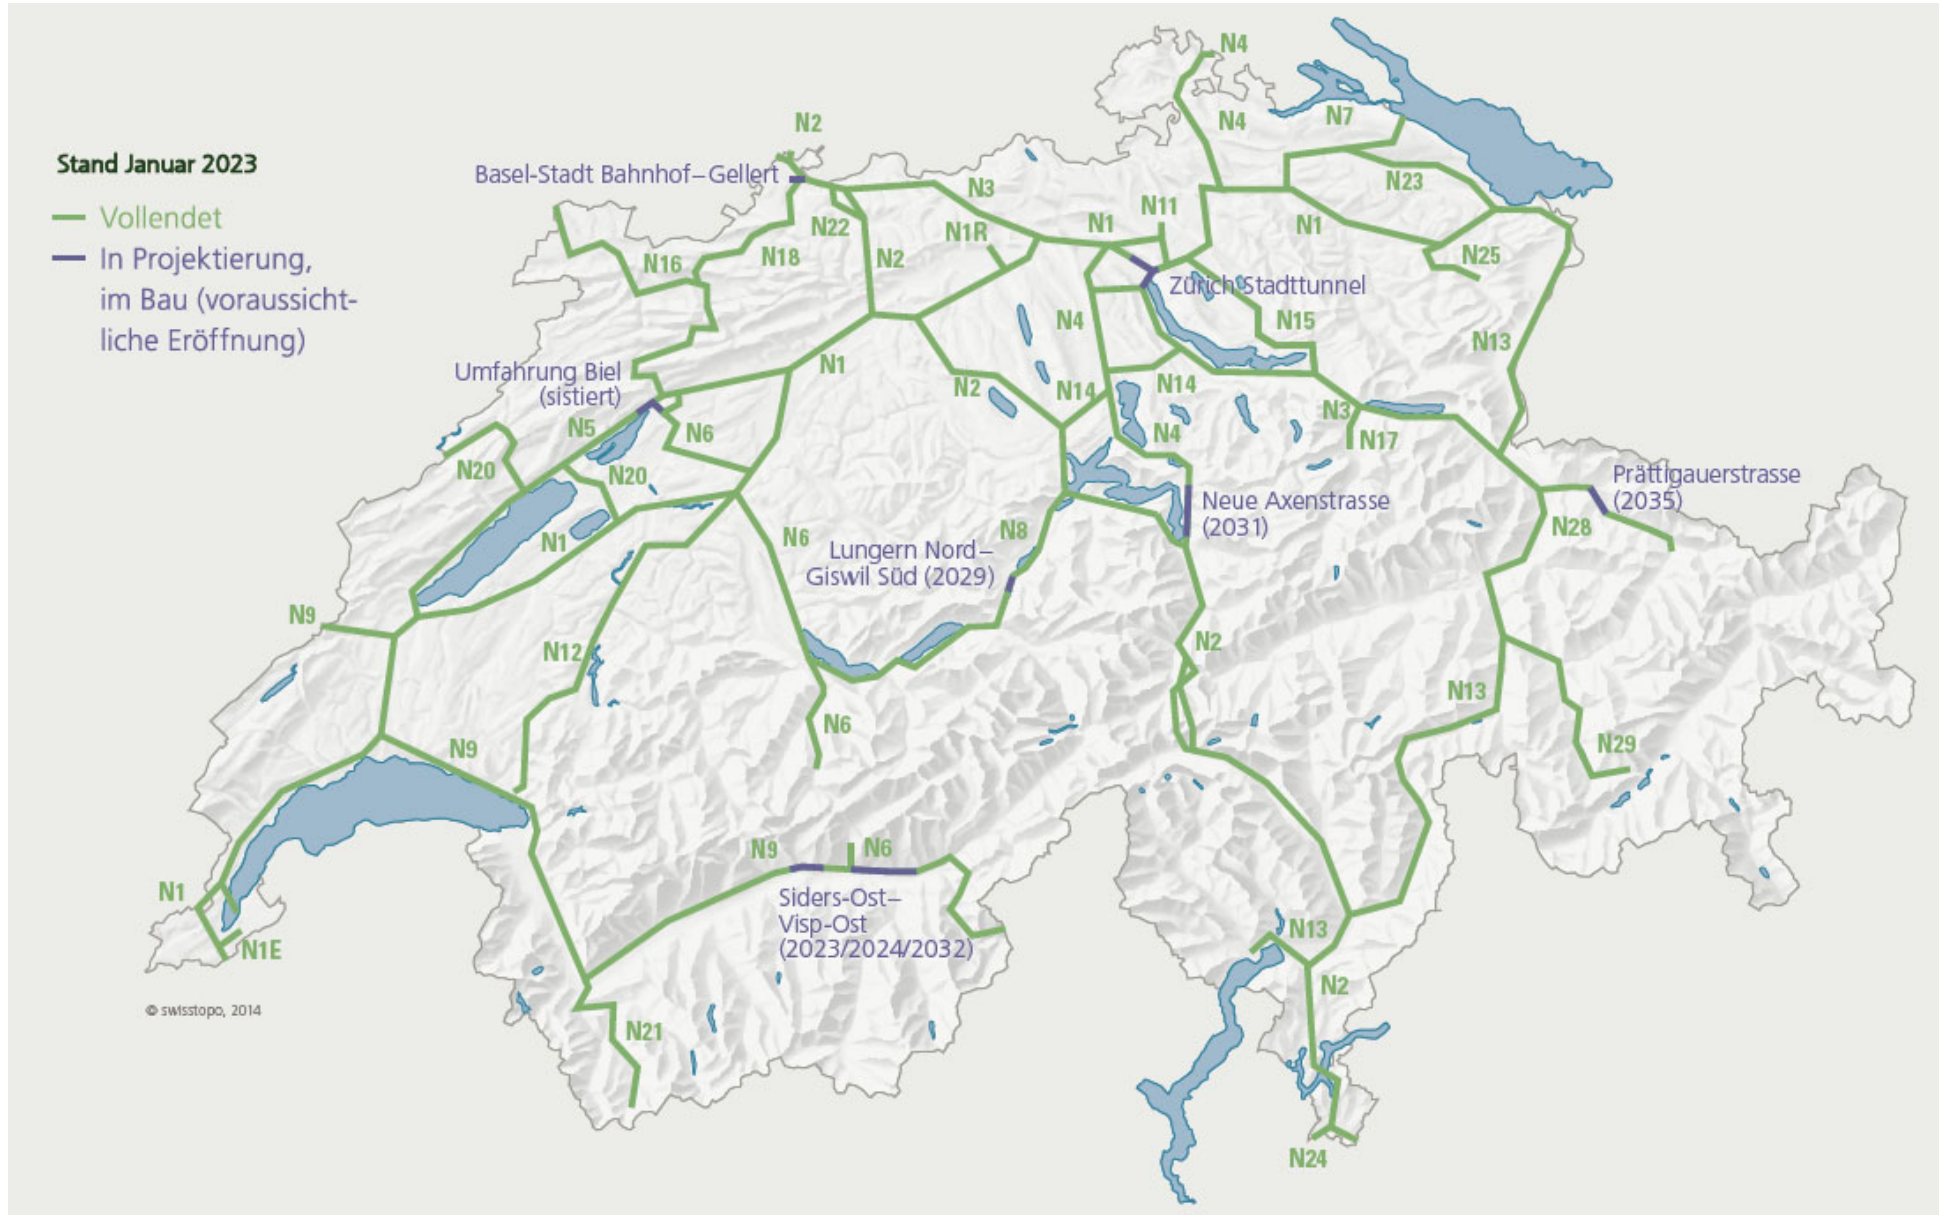 Stand Januar 2023
Vollendet
In Projektierung,
im Bau (voraussicht-
liche Eröffnung)
N4
N2
N7
N4
Basel-Stadt Bahnhof–Gellert
N3
N23
N11
N22
N1R
N1
N1
N18
N2
N25
N16
Zürich Stadttunnel
N4
N15
N13
Umfahrung Biel
(sistiert)
N1
N2
N14
N14
N3
N5
N6
N4
N17
N20
N20
Prättigauerstrasse
(2035)
Neue Axenstrasse
(2031)
N28
N8
N6
N1
Lungern Nord–
Giswil Süd (2029)
N9
N12
N2
N13
N6
N9
N29
N9
N6
N1
Siders-Ost–
Visp-Ost
(2023/2024/2032)
N13
N1E
N2
© swisstopo, 2014
N21
N24